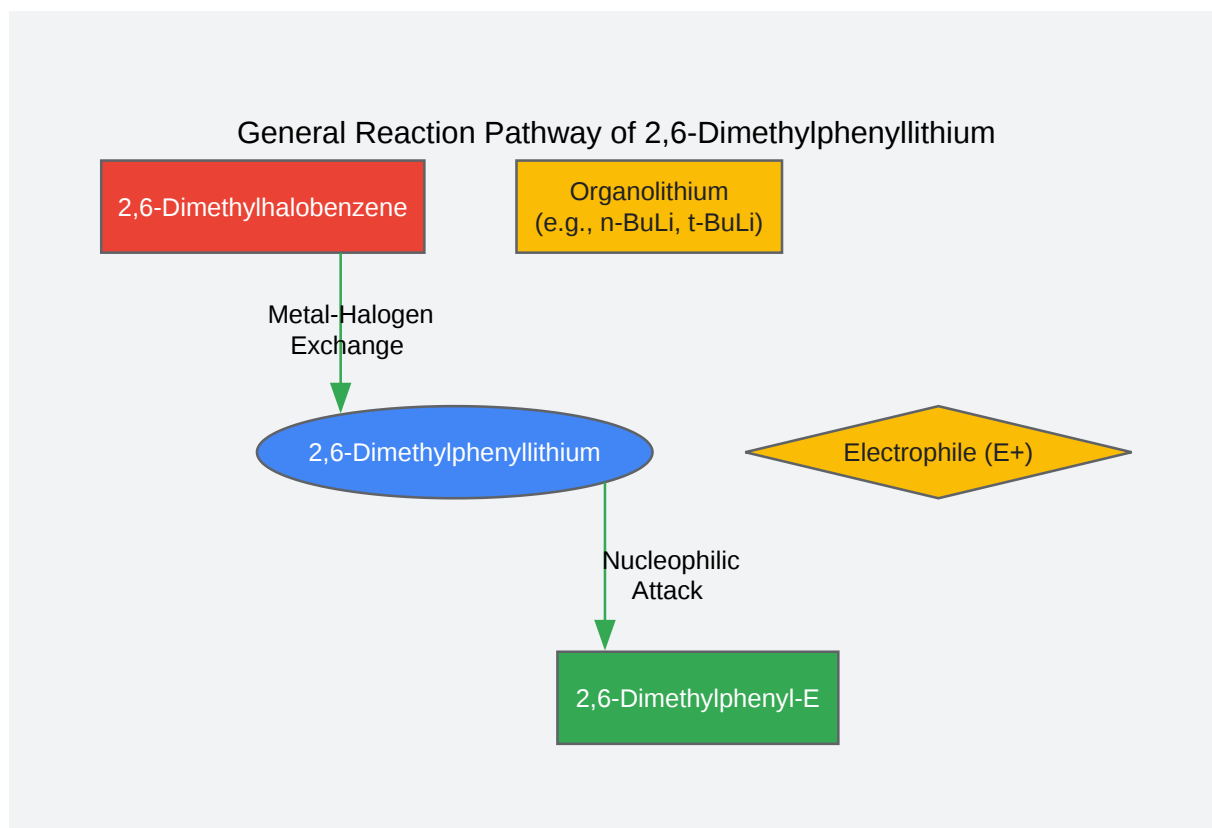 General Reaction Pathway of 2,6-Dimethylphenyllithium
2,6-Dimethylhalobenzene
Organolithium
(e.g., n-BuLi, t-BuLi)
Metal-Halogen
Exchange
2,6-Dimethylphenyllithium
Electrophile (E+)
Nucleophilic
Attack
2,6-Dimethylphenyl-E